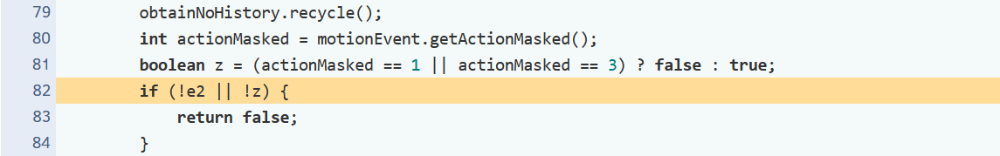 79 obtainNoHistory.recycle();
80 int actionMasked = motionEvent.getActionMasked();
81 boolean z = (actionMasked == 1 || actionMasked == 3) ? false : true;
82 if (!e2 || !z) {
83 return false;
84 }